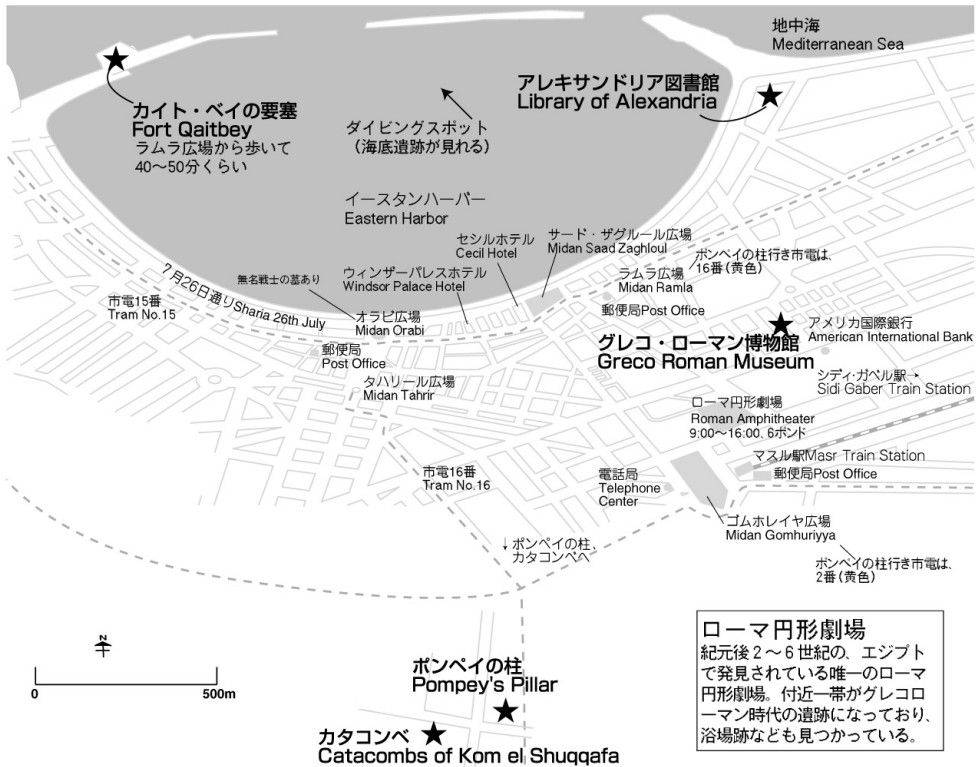 地中海
Mediterranean Sea
アレキサンドリア図書館
Library of Alexandria
カイト・ベイの要塞
Fort Qaitbey
ラムラ広場から歩いて
40〜50分くらい
ダイビングスポット
（海底遺跡が見れる）
イースタンハーバー
Eastern Harbor
セシルホテル
Cecil Hotel
サード・ザグルール広場
Midan Saad Zaghloul
ポンペイの柱行き市電は、
16番(黄色)
ラムラ広場
Midan Ramla
無名戦士の墓あり
ウィンザーパレスホテル
Windsor Palace Hotel
7月26日通りSharia 26th July
市電15番
Tram No.15
オラビ広場
Midan Orabi
郵便局Post Office
郵便局
Post Office
グレコ・ローマン博物館
Greco Roman Museum
アメリカ国際銀行
American International Bank
タハリール広場
Midan Tahrir
シディ・ガベル駅→
Sidi Gaber Train Station
ローマ円形劇場
Roman Amphitheater
9:00〜16:00、6ポンド
マスル駅Masr Train Station
郵便局Post Office
市電16番
Tram No.16
電話局
Telephone
Center
ゴムホレイヤ広場
Midan Gomhuriyya
↓ポンペイの柱、
カタコンベへ
ポンペイの柱行き市電は、
2番(黄色)
N
0 500m
ポンペイの柱
Pompey's Pillar
カタコンベ
Catacombs of Kom el Shuqqafa
ローマ円形劇場
紀元後2〜6世紀の、エジプト
で発見されている唯一のローマ
円形劇場。付近一帯がグレコロ
ーマン時代の遺跡になっており、
浴場跡なども見つかっている。